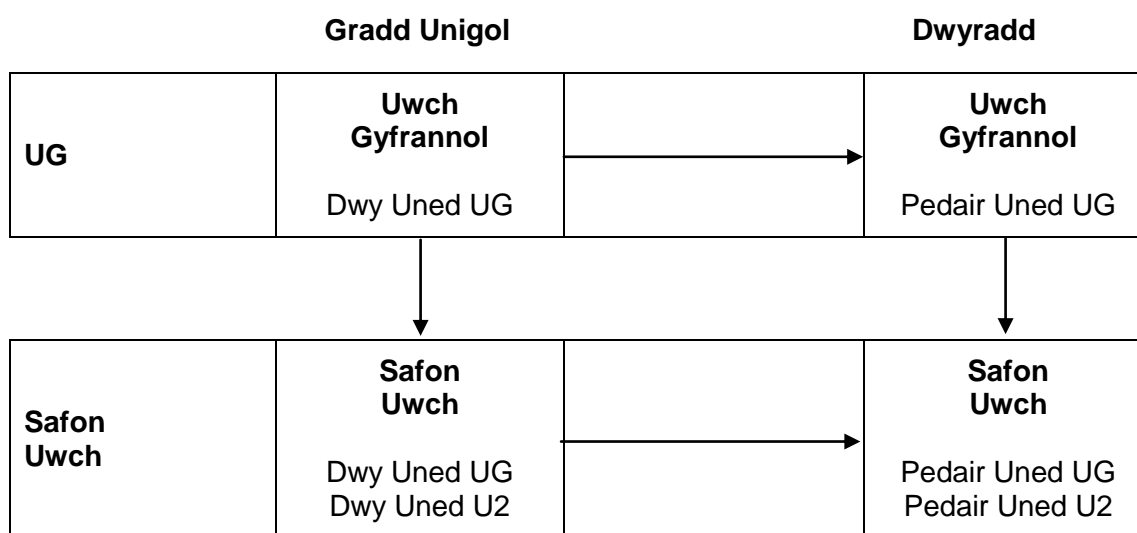 Gradd Unigol Dwyradd
UG
Uwch
Gyfrannol
Dwy Uned UG
Uwch
Gyfrannol
Pedair Uned UG
Safon
Uwch
Safon
Uwch
Dwy Uned UG
Dwy Uned U2
Safon
Uwch
Pedair Uned UG
Pedair Uned U2